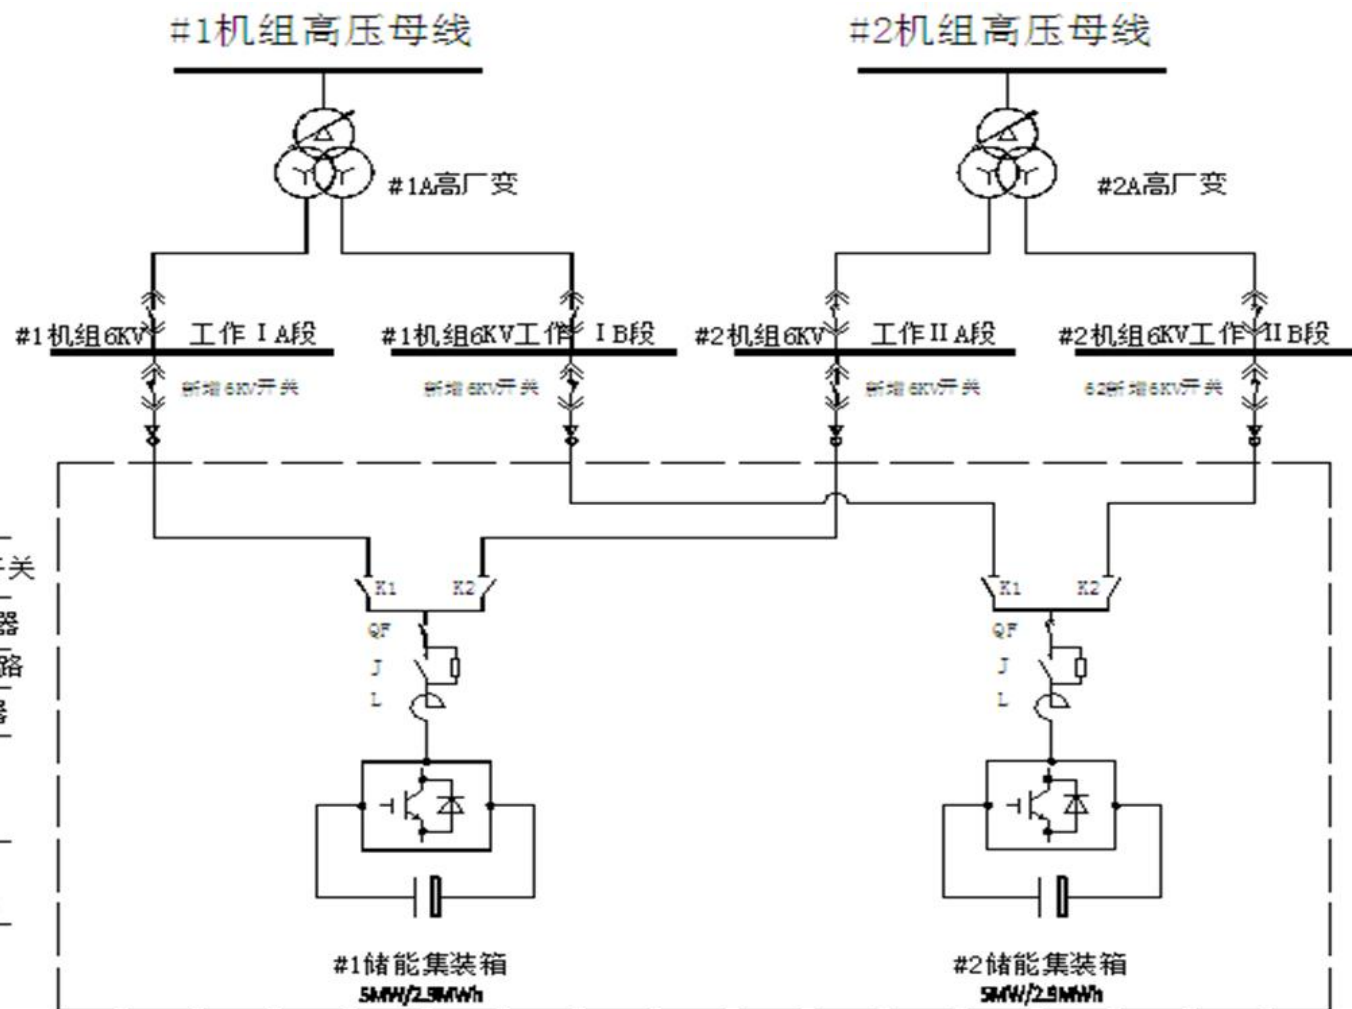 #1机组高压母线
#2机组高压母线
#1A高厂变
#2A高厂变
#1机组6KV 工作ⅠA段
#1机组6KV工作ⅠB段
#2机组6KV 工作ⅡA段
#2机组6KV工作ⅡB段
新增6KV开关
新增6KV开关
新增6KV开关
62新增6KV开关
关
器
路
器
K1
K2
K1
K2
QF
QF
J
J
L
L
#1储能集装箱
5MW/2.9MWh
#2储能集装箱
5MW/2.9MWh